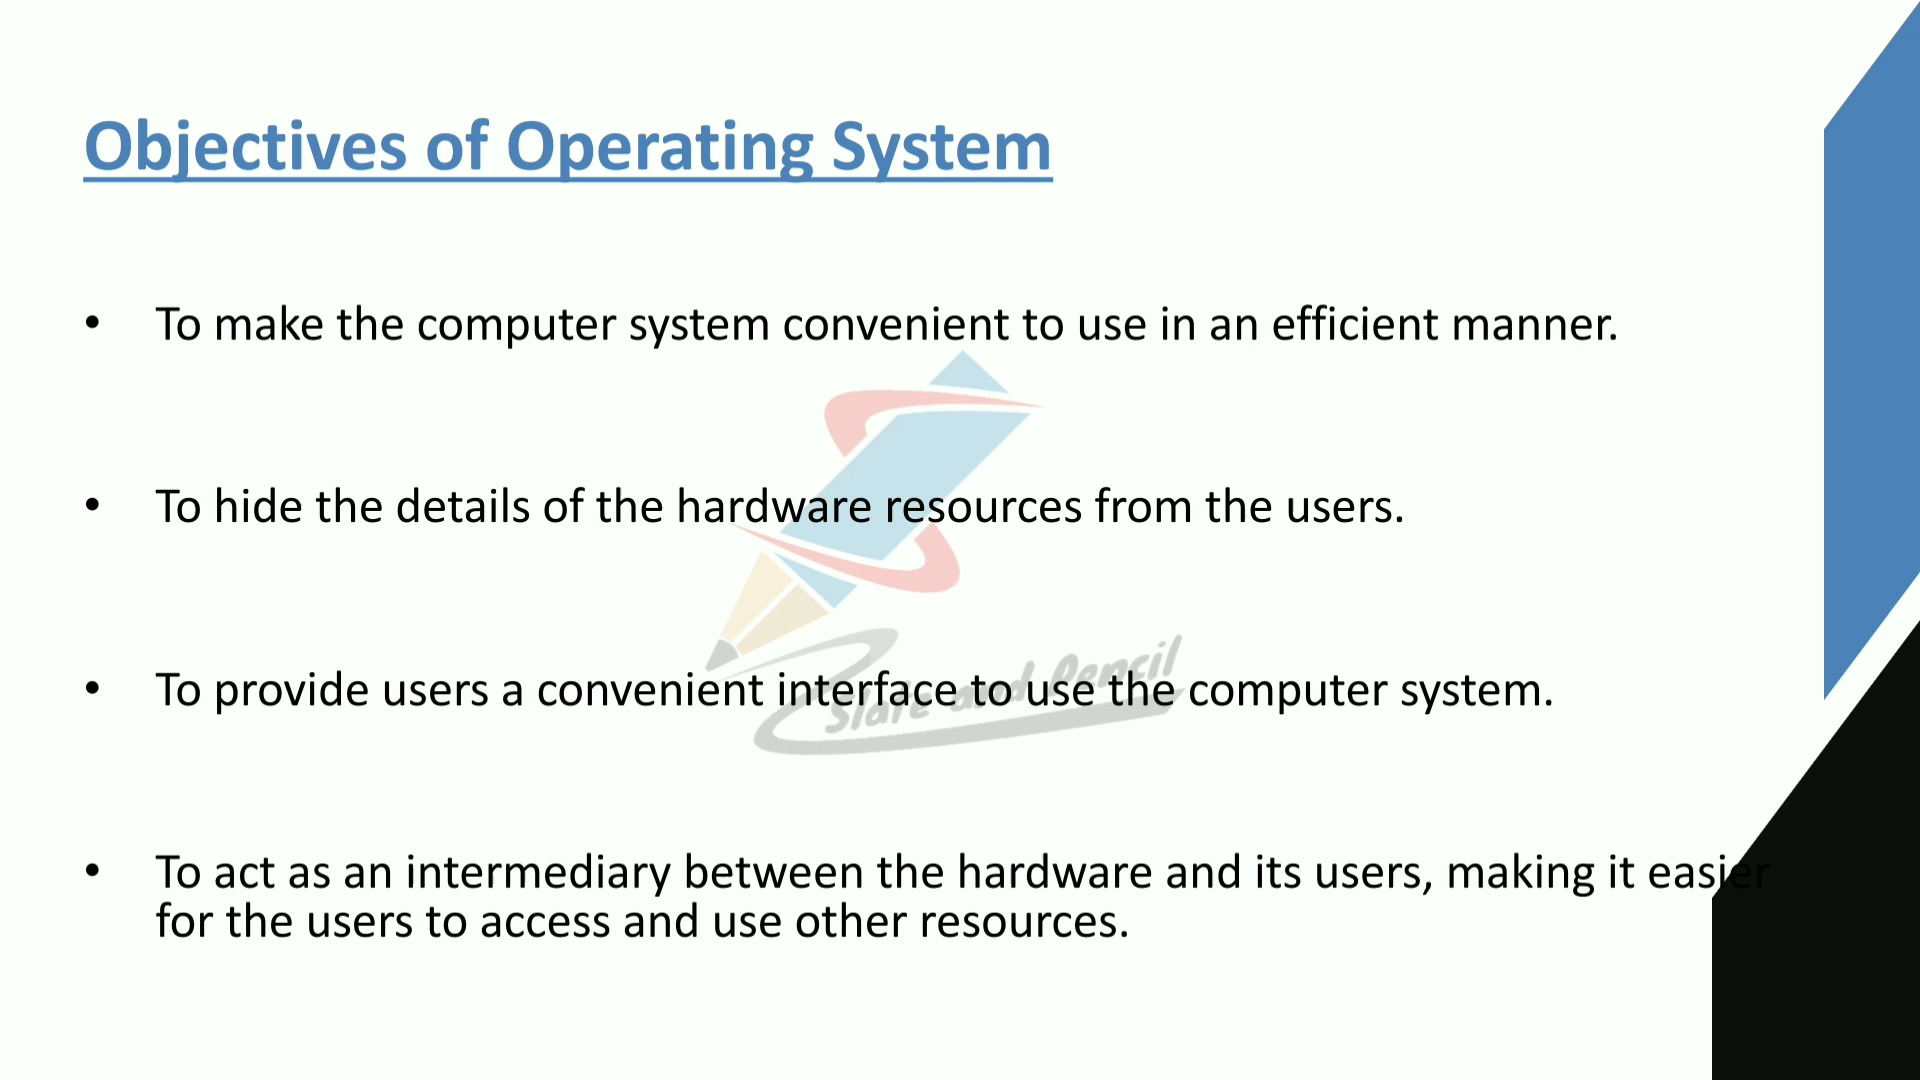 Objectives of Operating System
• To make the computer system convenient to use in an efficient manner.
• To hide the details of the hardware resources from the users.
• To provide users a convenient interface to use the computer system.
Slate and Pencil
• To act as an intermediary between the hardware and its users, making it easier
for the users to access and use other resources.